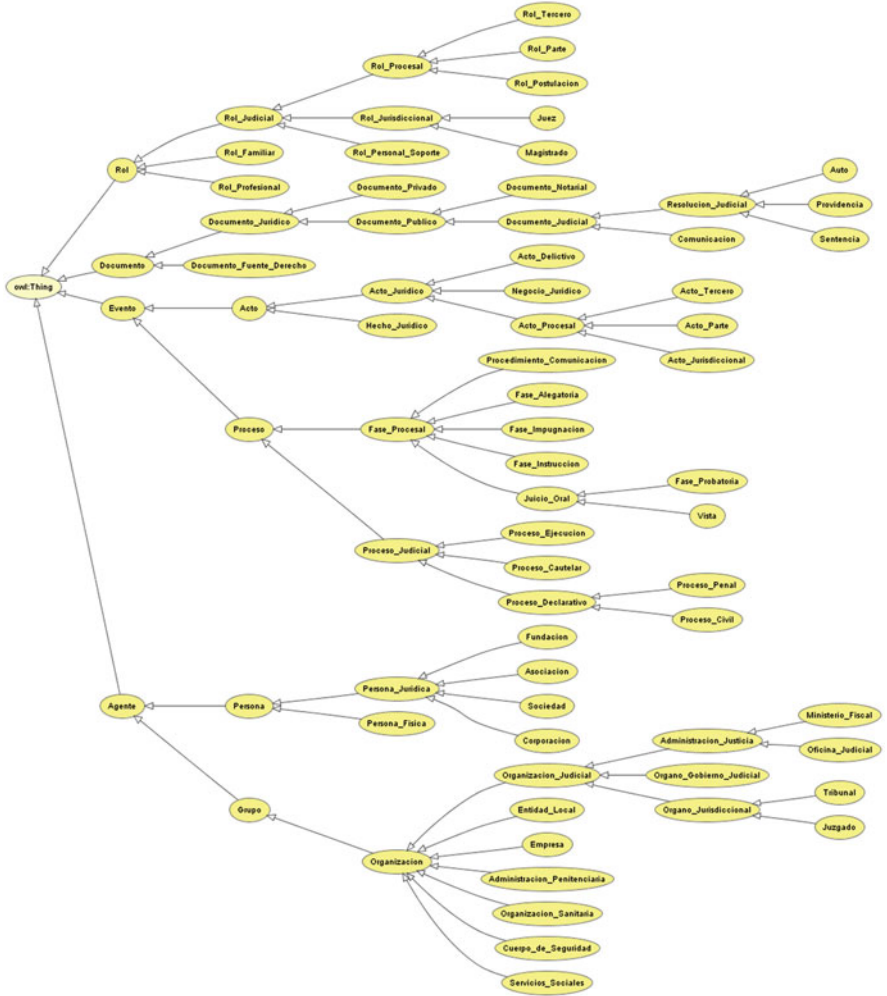 Rol_Tercero
Rol_Parte
Rol_Procesal
Rol_Postulacion
Rol_Judicial
Rol_Jurisdiccional
Juez
Rol_Familiar
Rol_Personal_Soporte
Magistrado
Rol
Rol_Profesional
Documento_Privado
Documento_Notarial
Auto
Documento_Juridico
Documento_Publico
Documento_Judicial
Resolucion_Judicial
Providencia
Comunicacion
Sentencia
Documento
Documento_Fuente_Derecho
Acto_Delictivo
owl:Thing
Acto_Juridico
Negocio_Juridico
Acto_Tercero
Evento
Acto
Hecho_Juridico
Acto_Procesal
Acto_Parte
Acto_Jurisdiccional
Procedimiento_Comunicacion
Fase_Alegatoria
Proceso
Fase_Procesal
Fase_Impugnacion
Fase_Instruccion
Fase_Probatoria
Juicio_Oral
Vista
Proceso_Ejecucion
Proceso_Judicial
Proceso_Cautelar
Proceso_Penal
Proceso_Declarativo
Proceso_Civil
Fundacion
Asociacion
Persona_Juridica
Agente
Persona
Sociedad
Persona_Fisica
Corporacion
Ministerio_Fiscal
Administracion_Justicia
Oficina_Judicial
Organizacion_Judicial
Organo_Gobierno_Judicial
Tribunal
Grupo
Entidad_Local
Organo_Jurisdiccional
Juzgado
Empresa
Organizacion
Administracion_Penitenciaria
Organizacion_Sanitaria
Cuerpo_de_Seguridad
Servicios_Sociales